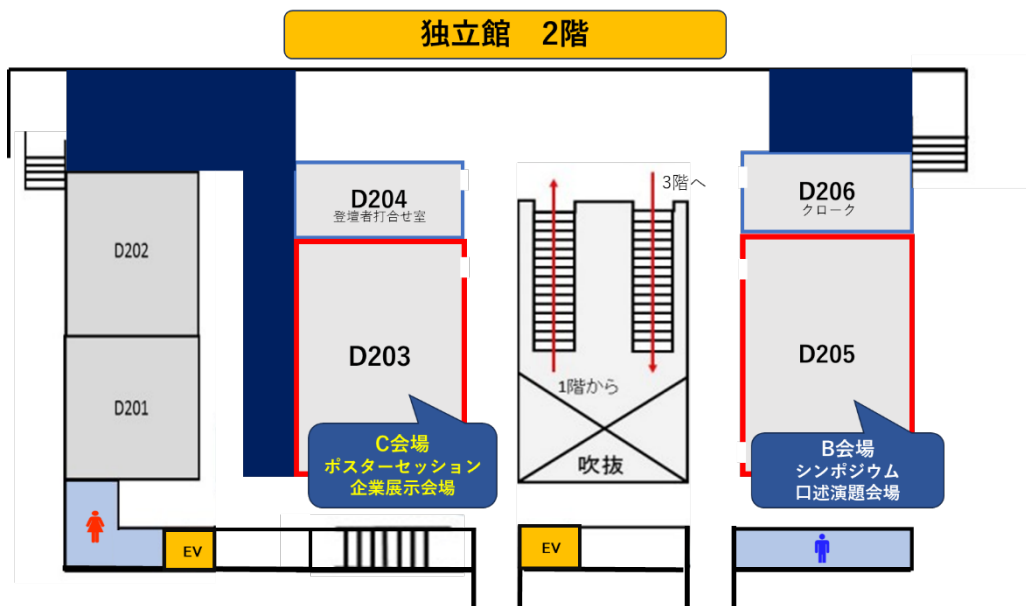 独立館　2階
D204
登壇者打合せ室
3階へ
D206
クローク
D202
D203
D205
D201
1階から
吹抜
C会場
ポスターセッション
企業展示会場
B会場
シンポジウム
口述演題会場
EV
EV